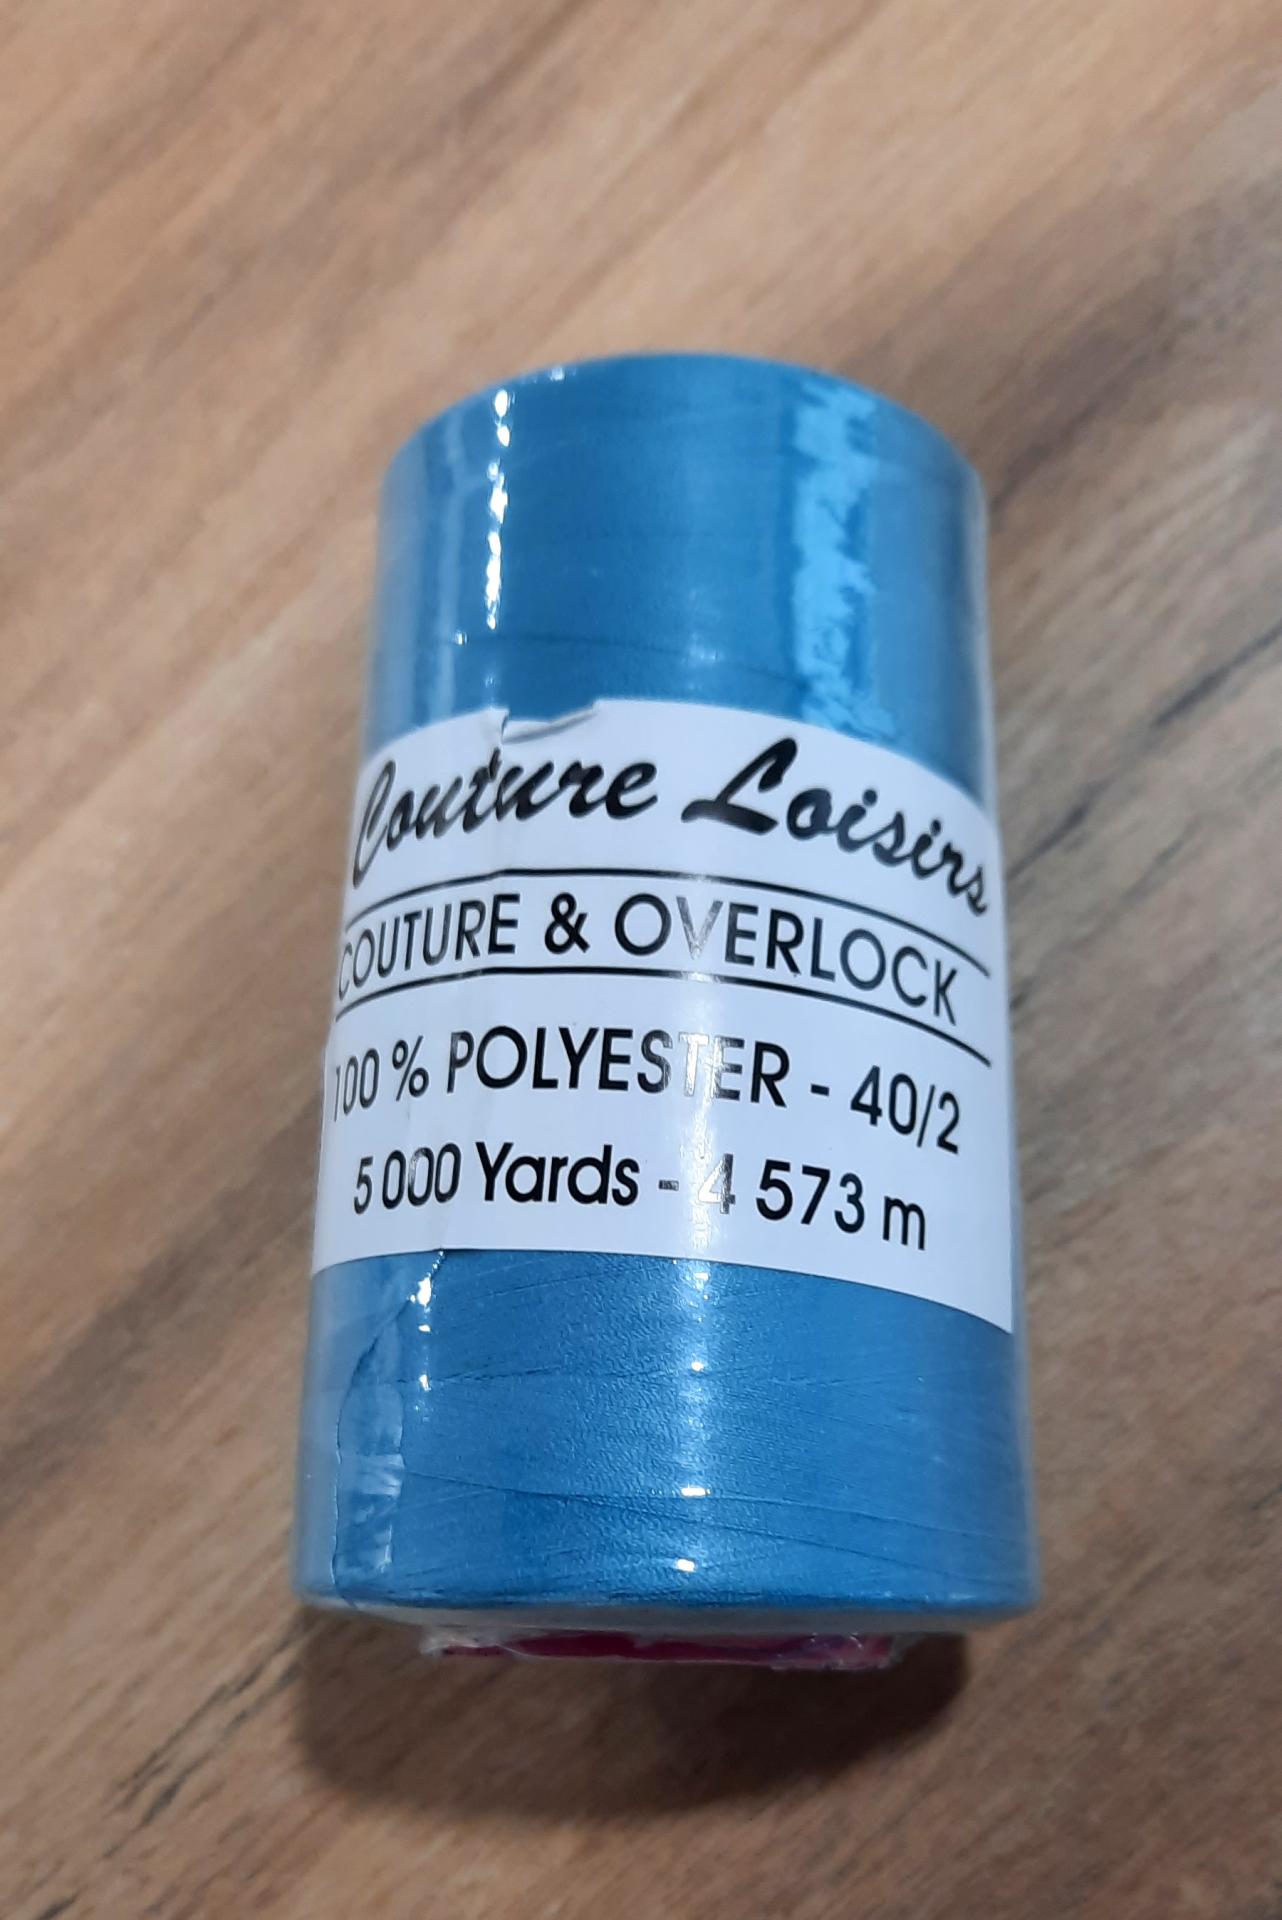 Couture Loisirs
COUTURE & OVERLOCK
100 % POLYESTER - 40/2
5 000 Yards - 4 573 m